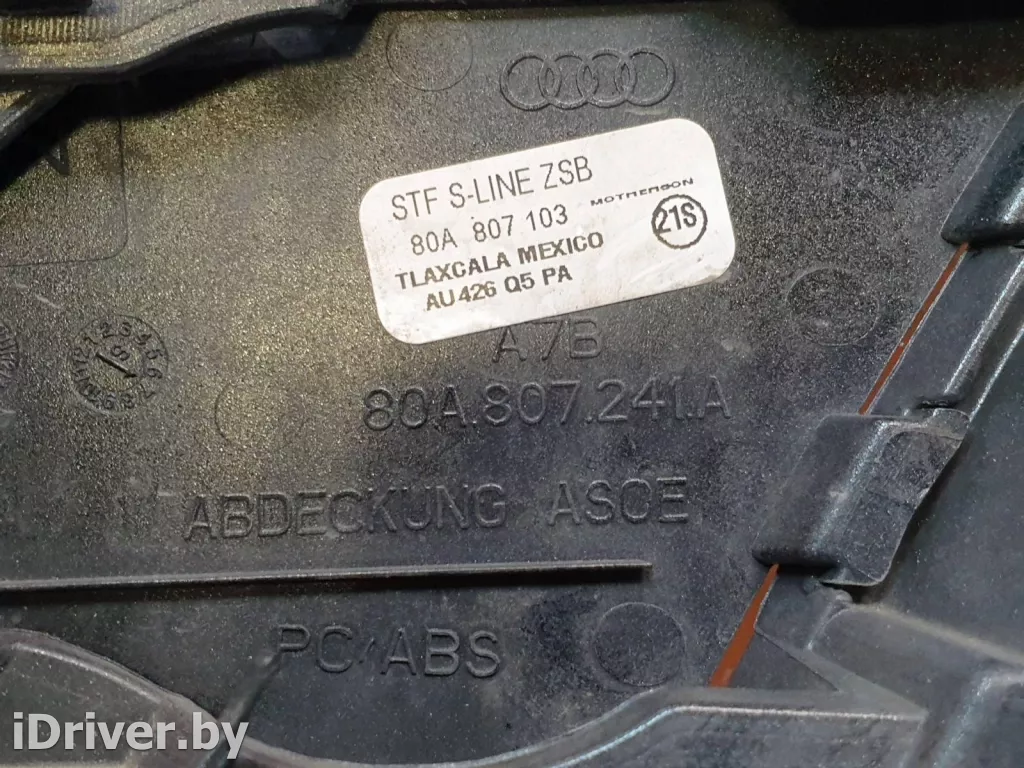 STF S-LINE ZSB
80A 807 103 MOTHERSON
TLAXCALA MEXICO 21S
AU426 Q5 PA
A7B
80A.807.241.A
ABDECKUNG ASCE
PC/ABS
iDriver.by